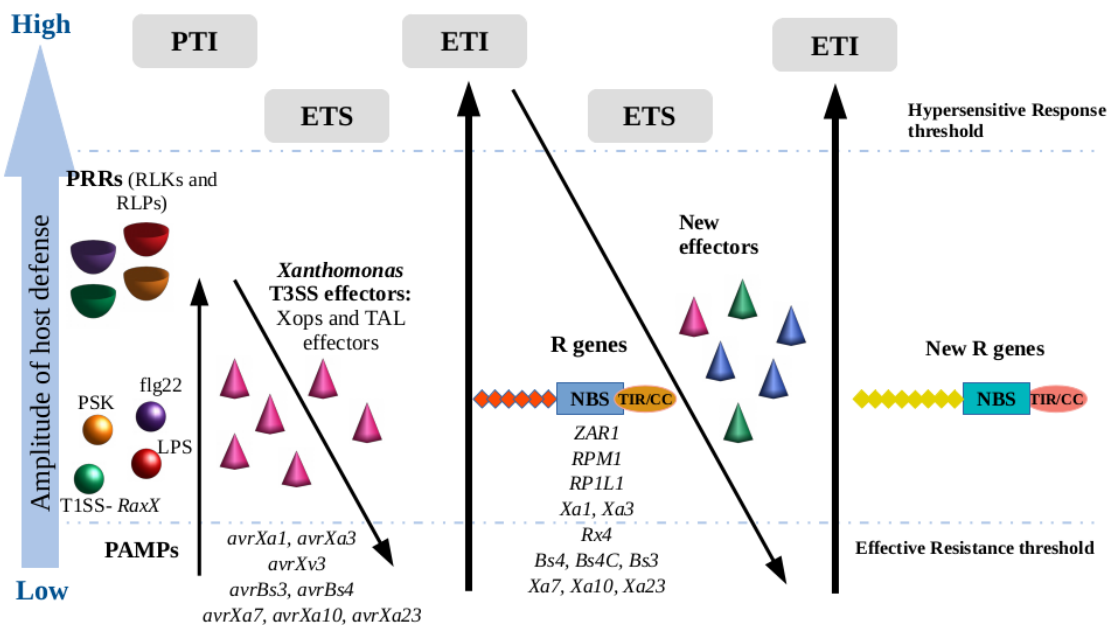 High
PTI
ETI
ETI
ETS
ETS
Hypersensitive Response
threshold
PRRs (RLKs and
RLPs)
Amplitude of host defense
Xanthomonas
T3SS effectors:
Xops and TAL
effectors
New
effectors
R genes
New R genes
flg22
PSK
LPS
T1SS- RaxX
NBS
TIR/CC
NBS
TIR/CC
ZAR1
RPM1
RP1L1
Xa1, Xa3
Rx4
Bs4, Bs4C, Bs3
Xa7, Xa10, Xa23
PAMPs
avrXa1, avrXa3
avrXv3
avrBs3, avrBs4
avrXa7, avrXa10, avrXa23
Effective Resistance threshold
Low